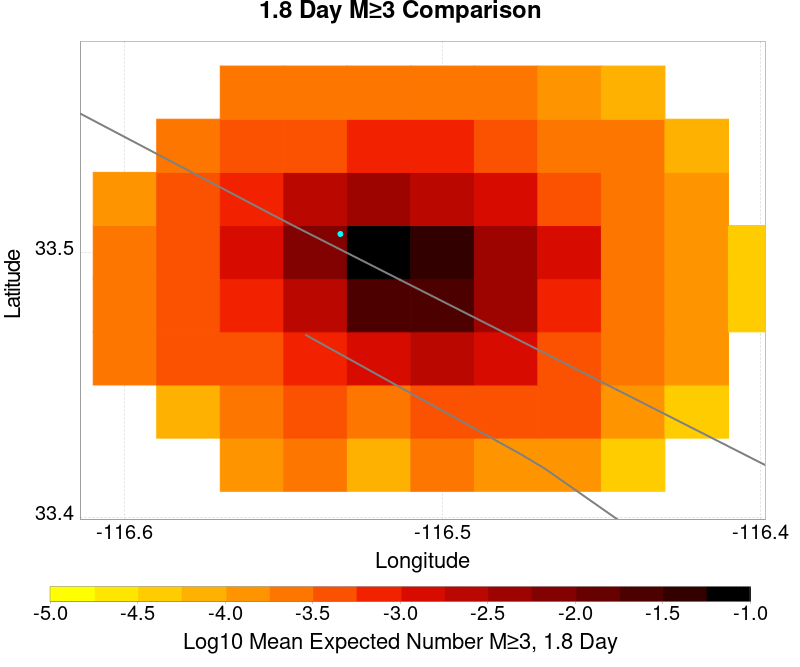 1.8 Day M≥3 Comparison
Latitude
33.5
33.4
-116.6 -116.5 -116.4
Longitude
-5.0 -4.5 -4.0 -3.5 -3.0 -2.5 -2.0 -1.5 -1.0
Log10 Mean Expected Number M≥3, 1.8 Day